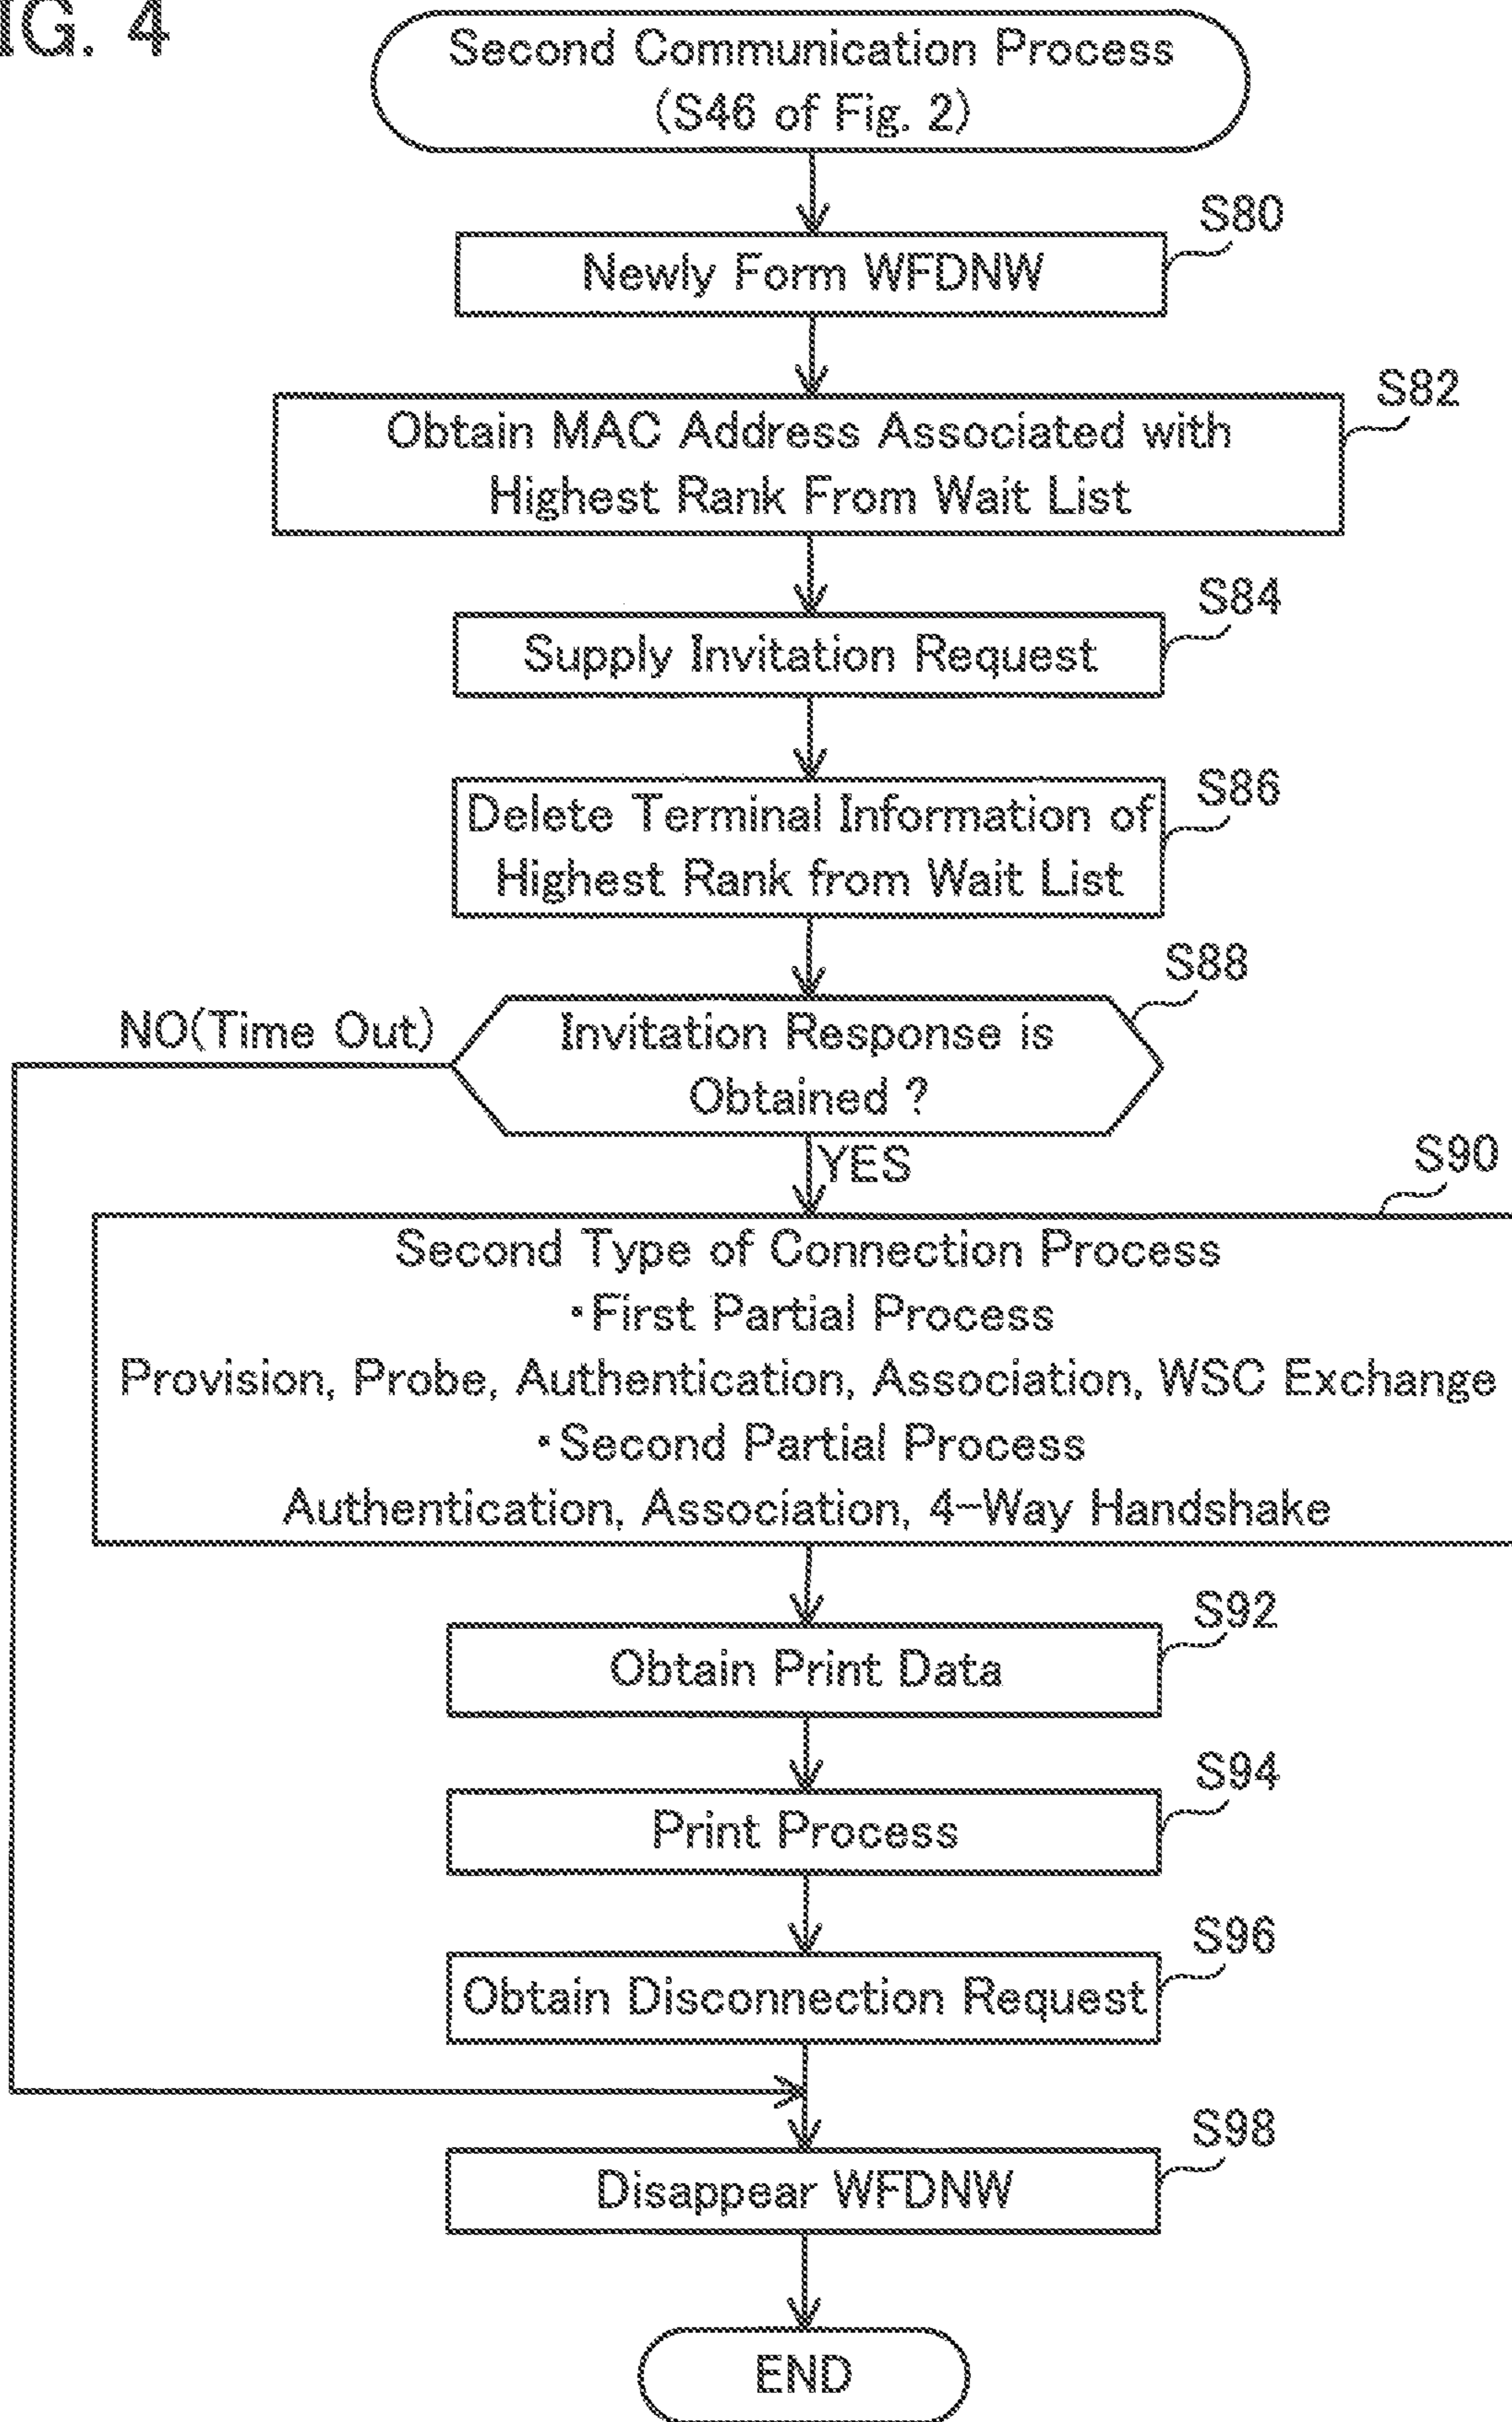 IG. 4
Second Communication Process
(S46 of Fig. 2)
S80
Newly Form WFDNW
S82
Obtain MAC Address Associated with
Highest Rank From Wait List
S84
Supply Invitation Request
S86
Delete Terminal Information of
Highest Rank from Wait List
S88
NO(Time Out)
Invitation Response is
Obtained ?
YES
S90
Second Type of Connection Process
・First Partial Process
Provision, Probe, Authentication, Association, WSC Exchange
・Second Partial Process
Authentication, Association, 4-Way Handshake
S92
Obtain Print Data
S94
Print Process
S96
Obtain Disconnection Request
S98
Disappear WFDNW
END